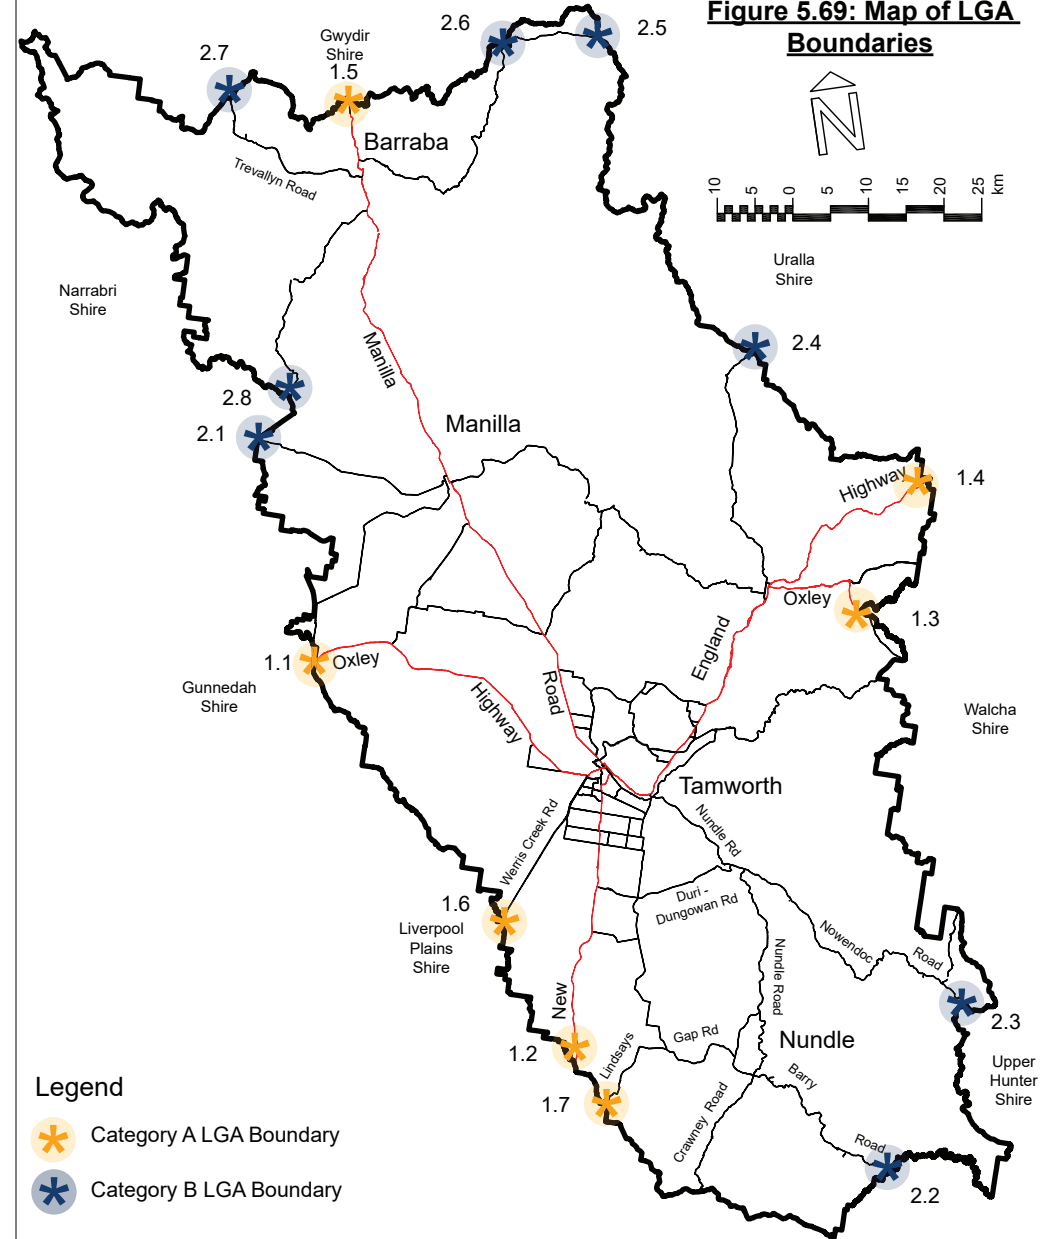 Figure 5.69: Map of LGA
Boundaries
2.6
2.5
Gwydir
Shire
1.5
2.7
N
Barraba
Trevallyn Road
10 5 0 5 10 15 20 25 km
Uralla
Shire
Narrabri
Shire
Manilla
2.4
2.8
Manilla
2.1
Highway
1.4
Oxley
1.3
England
1.1
Oxley
Gunnedah
Shire
Highway
Road
Walcha
Shire
Tamworth
Werris Creek Rd
Nundle Rd
1.6
Duri -
Dungowan Rd
Liverpool
Plains
Shire
Nowendoc
Road
Nundle Road
New
2.3
1.2
Lindsays
Gap Rd
Nundle
Upper
Hunter
Shire
Barry
1.7
Crawney Road
Road
2.2
Legend
Category A LGA Boundary
Category B LGA Boundary